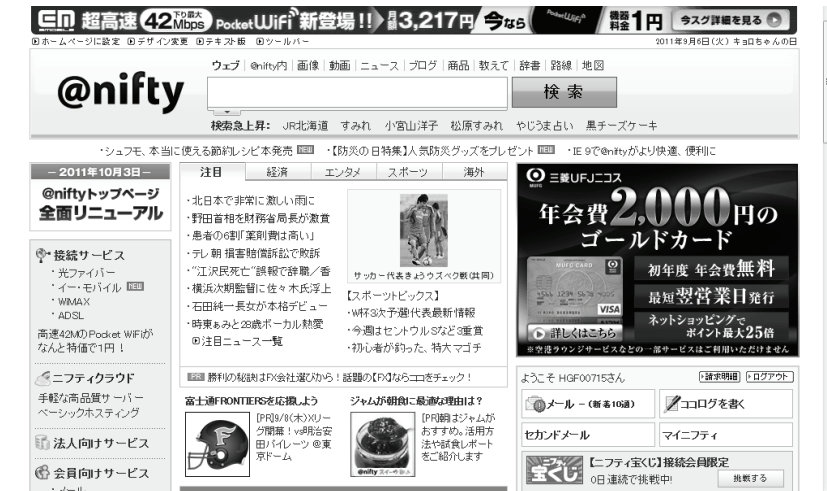 EN 超高速 42Mbps 下り最大 Pocket WiFi 新登場!! 月額3,217円 今なら 機器料金1円 今スグ詳細を見る
ホームページに設定 デザイン変更 テキスト版 ツールバー
2011年9月6日(火) キョロちゃんの日
ウェブ | @nifty内 | 画像 | 動画 | ニュース | ブログ | 商品 | 教えて | 辞書 | 路線 | 地図
@nifty
検索
検索急上昇: JR北海道 すみれ 小宮山洋子 松原すみれ やじうま占い 黒チーズケーキ
・シュフモ、本当に使える節約レシピ本発売 NEW ・【防災の日特集】人気防災グッズをプレゼント NEW ・IE 9で@niftyがより快適、便利に
－2011年10月3日－
@niftyトップページ
全面リニューアル
接続サービス
・光ファイバー
・イー・モバイル NEW
・WiMAX
・ADSL
高速42MのPocket WiFiが
なんと特価で1円！
ニフティクラウド
手軽な高品質サーバー
ベーシックホスティング
法人向けサービス
会員向けサービス
・メール
注目 経済 エンタメ スポーツ 海外
・北日本で非常に激しい雨に
・野田首相を財務省局長が激賞
・患者の6割「薬剤費は高い」
・テレ朝 損害賠償訴訟で敗訴
・“江沢民死亡”誤報で辞職／香
・横浜次期監督に佐々木氏浮上
・石田純一長女が本格デビュー
・時東ぁみと28歳ボーカル熱愛
注目ニュース一覧
サッカー代表きょうウズベク戦(共同)
【スポーツトピックス】
・W杯3次予選代表最新情報
・今週はセントウルSなど3重賞
・初心者が釣った、特大マゴチ
PR 勝利の秘訣はFX会社選びから！話題の【FX】ならココをチェック！
富士通FRONTIERSを応援しよう
[PR]9/8(木)Xリーグ開幕！vs明治安田パイレーツ @東京ドーム
ジャムが朝食に最適な理由は？
[PR]朝はジャムがおすすめ。活用方法や試食レポートをご紹介します
三菱UFJニコス
年会費2,000円の
ゴールドカード
初年度 年会費無料
最短翌営業日発行
ネットショッピングで
ポイント最大25倍
詳しくはこちら
※空港ラウンジサービスなどの一部サービスはご利用いただけません
ようこそ HGF00715さん
請求明細 ログアウト
メール －(新着10通)
ココログを書く
セカンドメール
マイニフティ
ニフティ宝くじ
【ニフティ宝くじ】接続会員限定
0日連続で挑戦中!
挑戦する